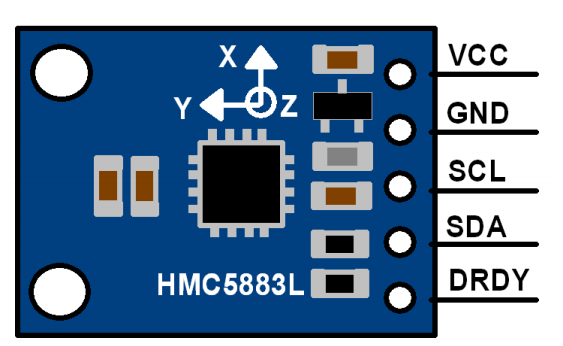 X
Y
Z
VCC
GND
SCL
SDA
DRDY
HMC5883L